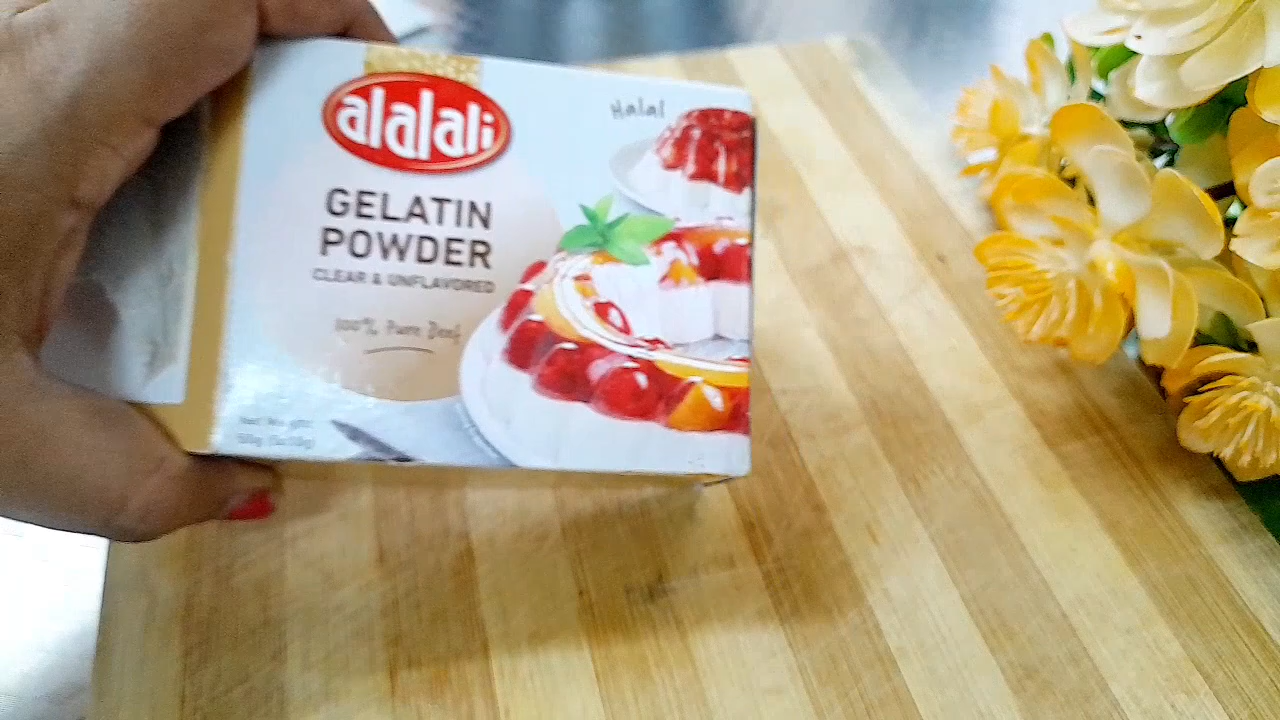 alalali
Halal
GELATIN
POWDER
CLEAR & UNFLAVORED
100% Pure Beef